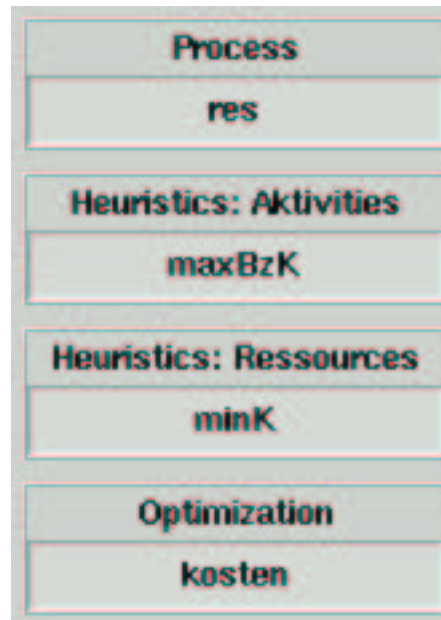 Process
res
Heuristics: Aktivities
maxBzK
Heuristics: Ressources
minK
Optimization
kosten